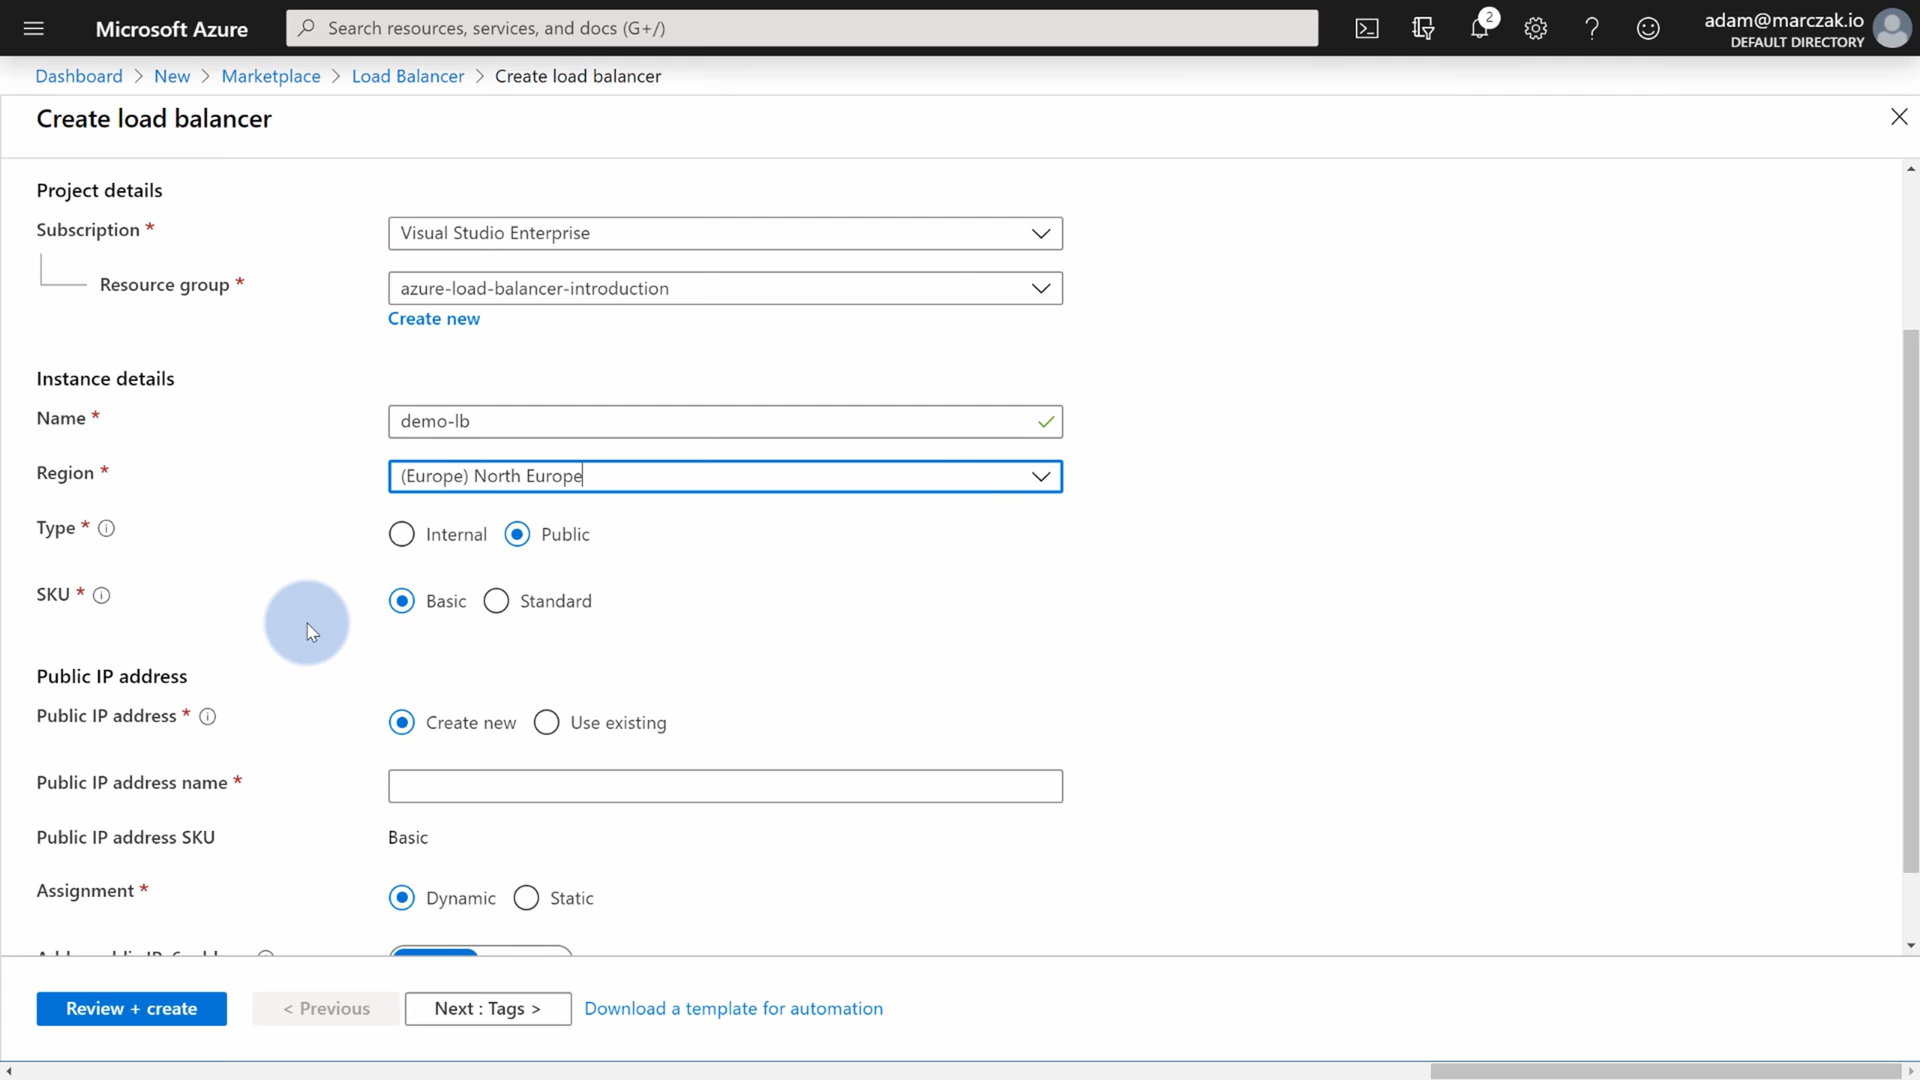 Microsoft Azure
Search resources, services, and docs (G+/)
2
adam@marczak.io
DEFAULT DIRECTORY
Dashboard > New > Marketplace > Load Balancer > Create load balancer
Create load balancer
Project details
Subscription *
Visual Studio Enterprise
Resource group *
azure-load-balancer-introduction
Create new
Instance details
Name *
demo-lb
Region *
(Europe) North Europe
Type *
Internal Public
SKU *
Basic Standard
Public IP address
Public IP address *
Create new Use existing
Public IP address name *
Public IP address SKU
Basic
Assignment *
Dynamic Static
Review + create
< Previous
Next : Tags >
Download a template for automation